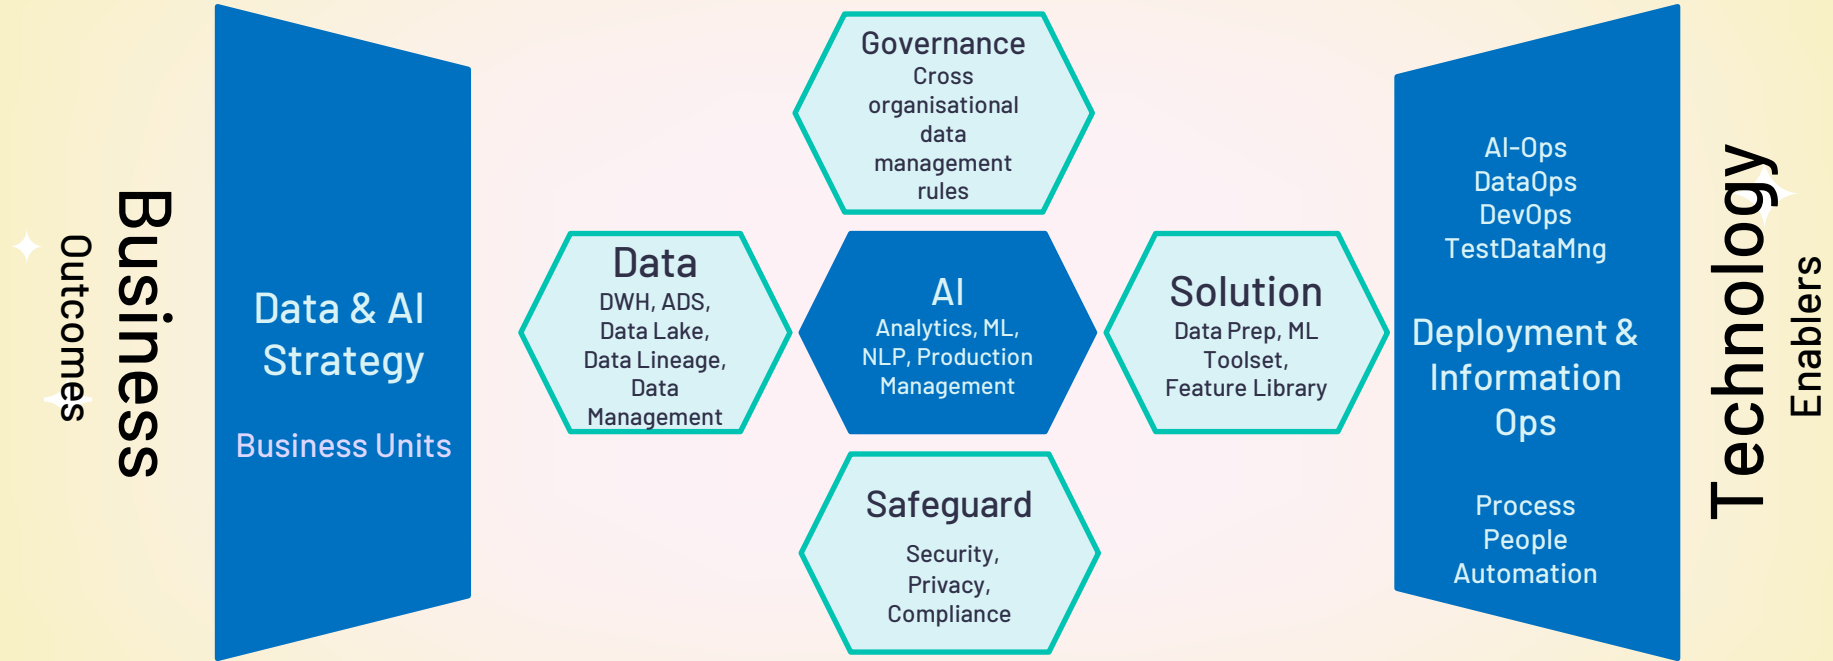 Business
Outcomes
Data & AI
Strategy
Business Units
Governance
Cross
organisational
data
management
rules
Data
DWH, ADS,
Data Lake,
Data Lineage,
Data
Management
AI
Analytics, ML,
NLP, Production
Management
Solution
Data Prep, ML
Toolset,
Feature Library
Safeguard
Security,
Privacy,
Compliance
AI-Ops
DataOps
DevOps
TestDataMng
Deployment &
Information
Ops
Process
People
Automation
Technology
Enablers